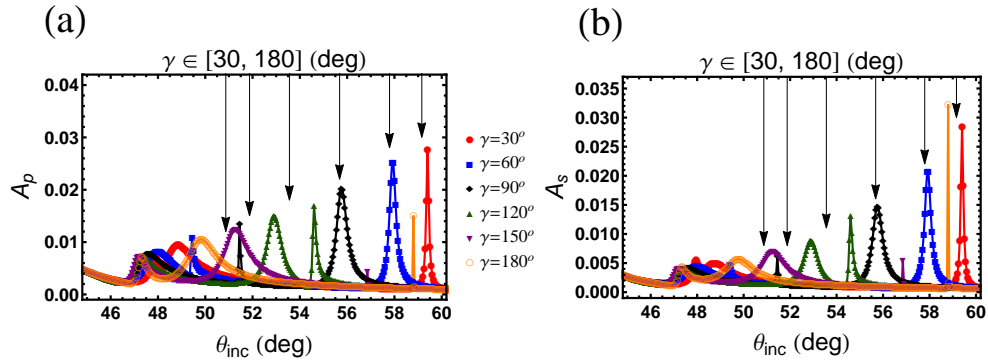 (a)
γ ∈ [30, 180] (deg)
0.04
0.03
0.02
0.01
0.00
A_p
46 48 50 52 54 56 58 60
θ_inc (deg)
γ=30°
γ=60°
γ=90°
γ=120°
γ=150°
γ=180°
(b)
γ ∈ [30, 180] (deg)
0.035
0.030
0.025
0.020
0.015
0.010
0.005
0.000
A_s
46 48 50 52 54 56 58 60
θ_inc (deg)